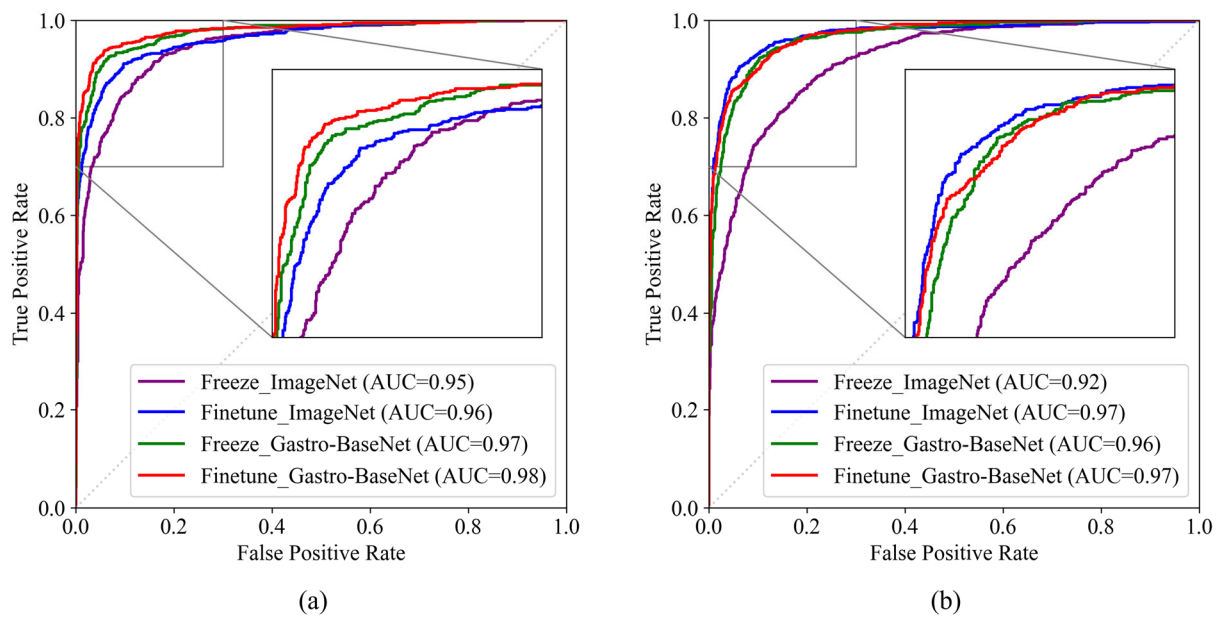 True Positive Rate
1.0
0.8
0.6
0.4
0.2
0.0
Freeze_ImageNet (AUC=0.95)
Finetune_ImageNet (AUC=0.96)
Freeze_Gastro-BaseNet (AUC=0.97)
Finetune_Gastro-BaseNet (AUC=0.98)
0.0 0.2 0.4 0.6 0.8 1.0
False Positive Rate
(a)
True Positive Rate
1.0
0.8
0.6
0.4
0.2
0.0
Freeze_ImageNet (AUC=0.92)
Finetune_ImageNet (AUC=0.97)
Freeze_Gastro-BaseNet (AUC=0.96)
Finetune_Gastro-BaseNet (AUC=0.97)
0.0 0.2 0.4 0.6 0.8 1.0
False Positive Rate
(b)